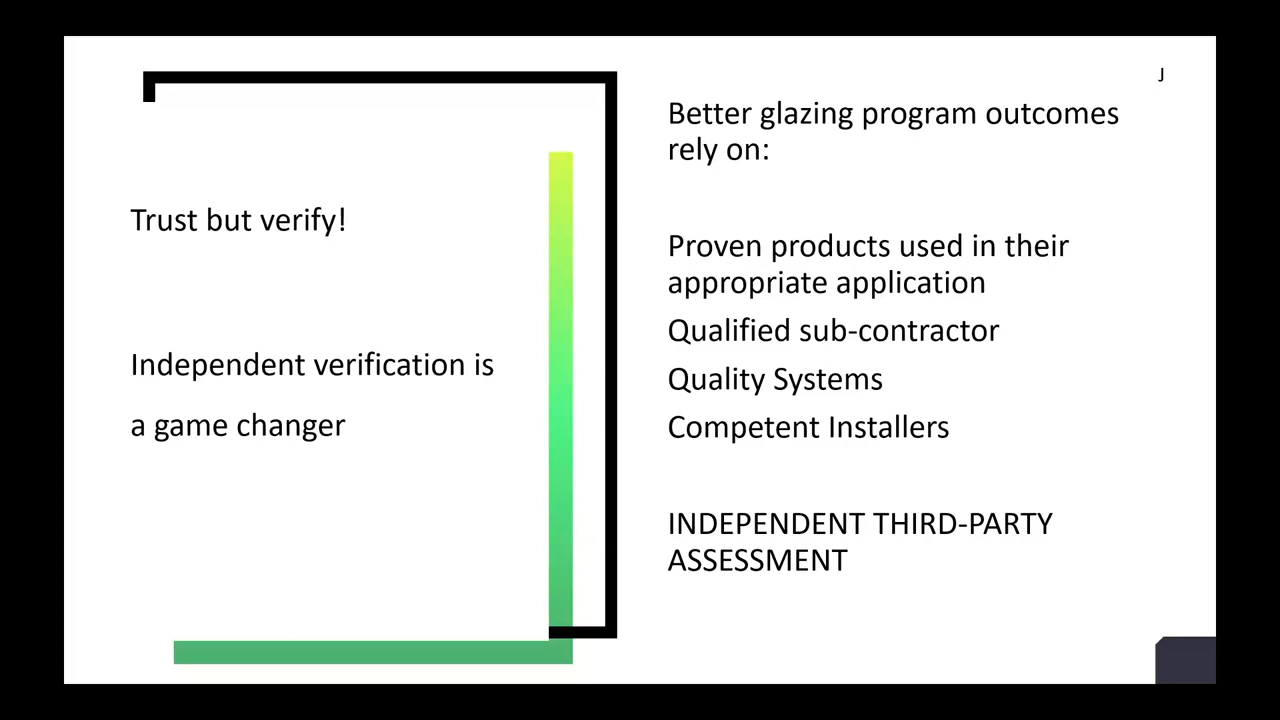 Trust but verify!
Independent verification is
a game changer
J
Better glazing program outcomes
rely on:
Proven products used in their
appropriate application
Qualified sub-contractor
Quality Systems
Competent Installers
INDEPENDENT THIRD-PARTY
ASSESSMENT